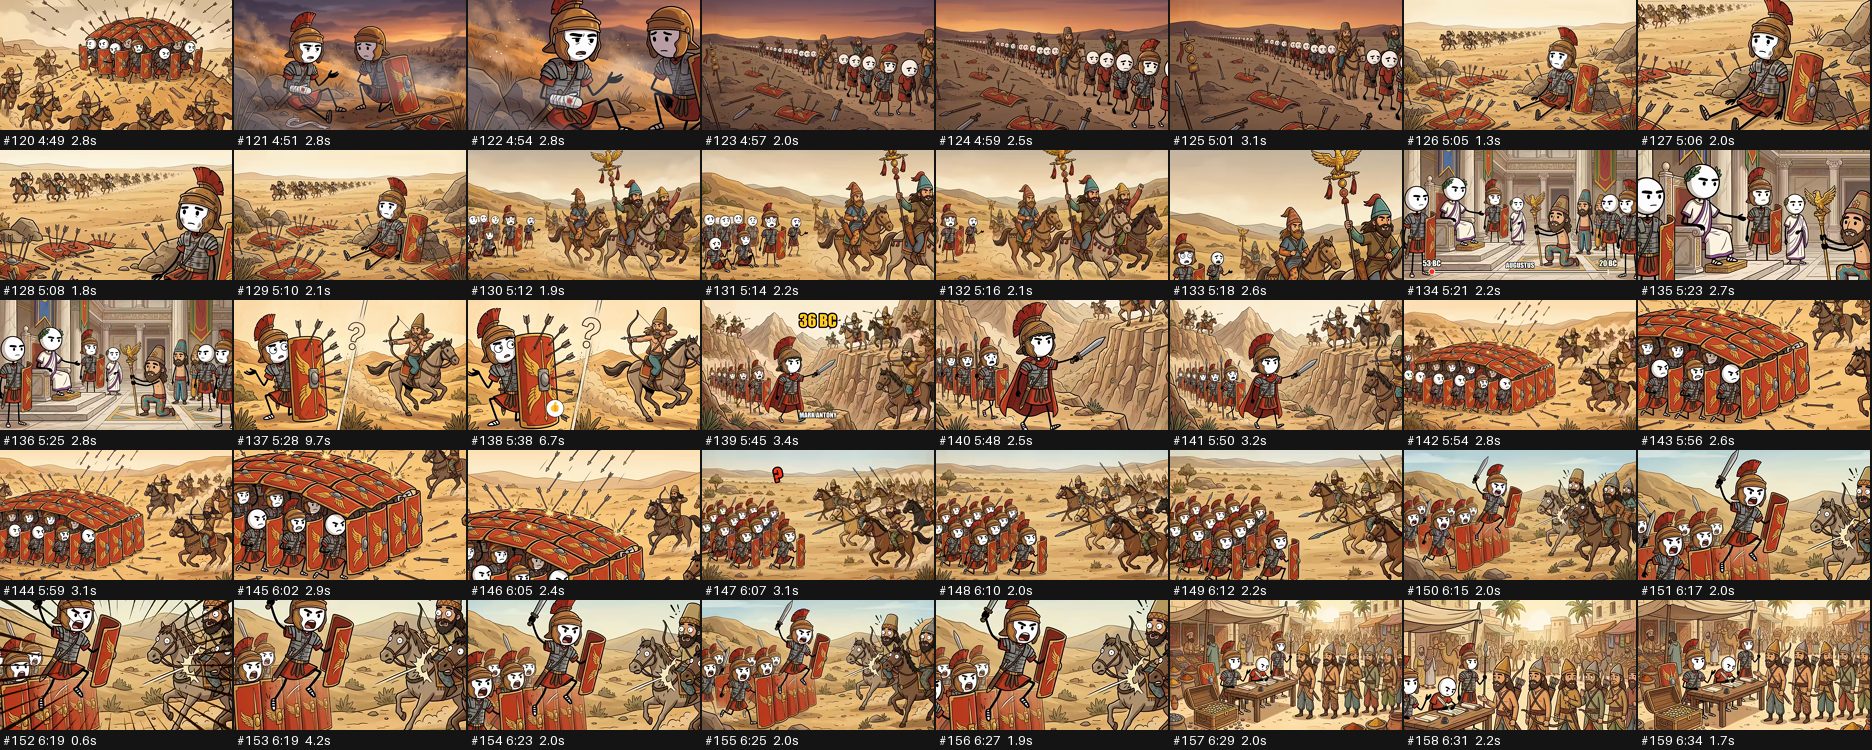 #120 4:49 2.8s
#121 4:51 2.8s
#122 4:54 2.8s
#123 4:57 2.0s
#124 4:59 2.5s
#125 5:01 3.1s
#126 5:05 1.3s
#127 5:06 2.0s
53 BC
AUGUSTUS
20 BC
#128 5:08 1.8s
#129 5:10 2.1s
#130 5:12 1.9s
#131 5:14 2.2s
#132 5:16 2.1s
#133 5:18 2.6s
#134 5:21 2.2s
#135 5:23 2.7s
?
?
36 BC
MARK ANTONY
#136 5:25 2.8s
#137 5:28 9.7s
#138 5:38 6.7s
#139 5:45 3.4s
#140 5:48 2.5s
#141 5:50 3.2s
#142 5:54 2.8s
#143 5:56 2.6s
?
#144 5:59 3.1s
#145 6:02 2.9s
#146 6:05 2.4s
#147 6:07 3.1s
#148 6:10 2.0s
#149 6:12 2.2s
#150 6:15 2.0s
#151 6:17 2.0s
#152 6:19 0.6s
#153 6:19 4.2s
#154 6:23 2.0s
#155 6:25 2.0s
#156 6:27 1.9s
#157 6:29 2.0s
#158 6:31 2.2s
#159 6:34 1.7s